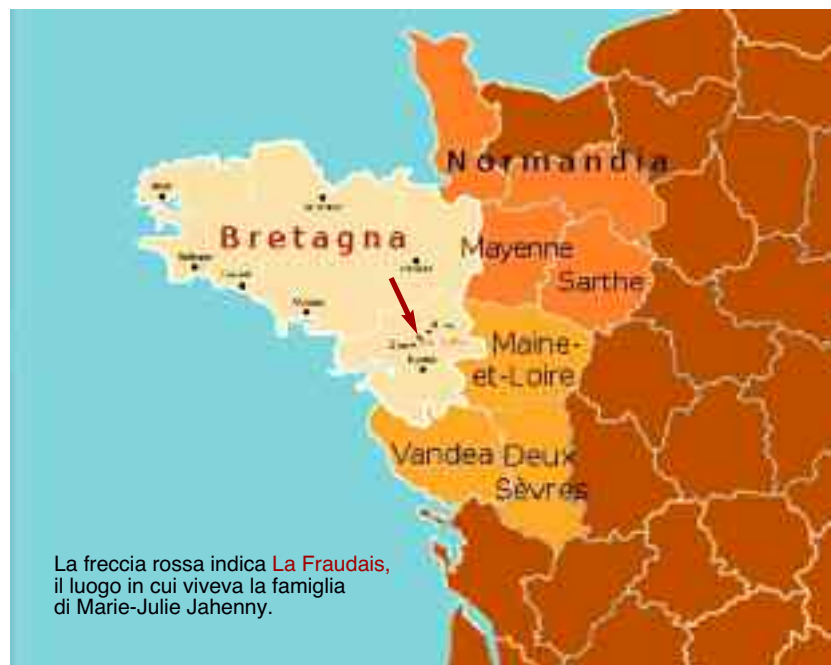 Normandia
Bretagna
Mayenne
Sarthe
Maine-
et-Loire
Vandea
Deux
Sèvres
La freccia rossa indica La Fraudais,
il luogo in cui viveva la famiglia
di Marie-Julie Jahenny.